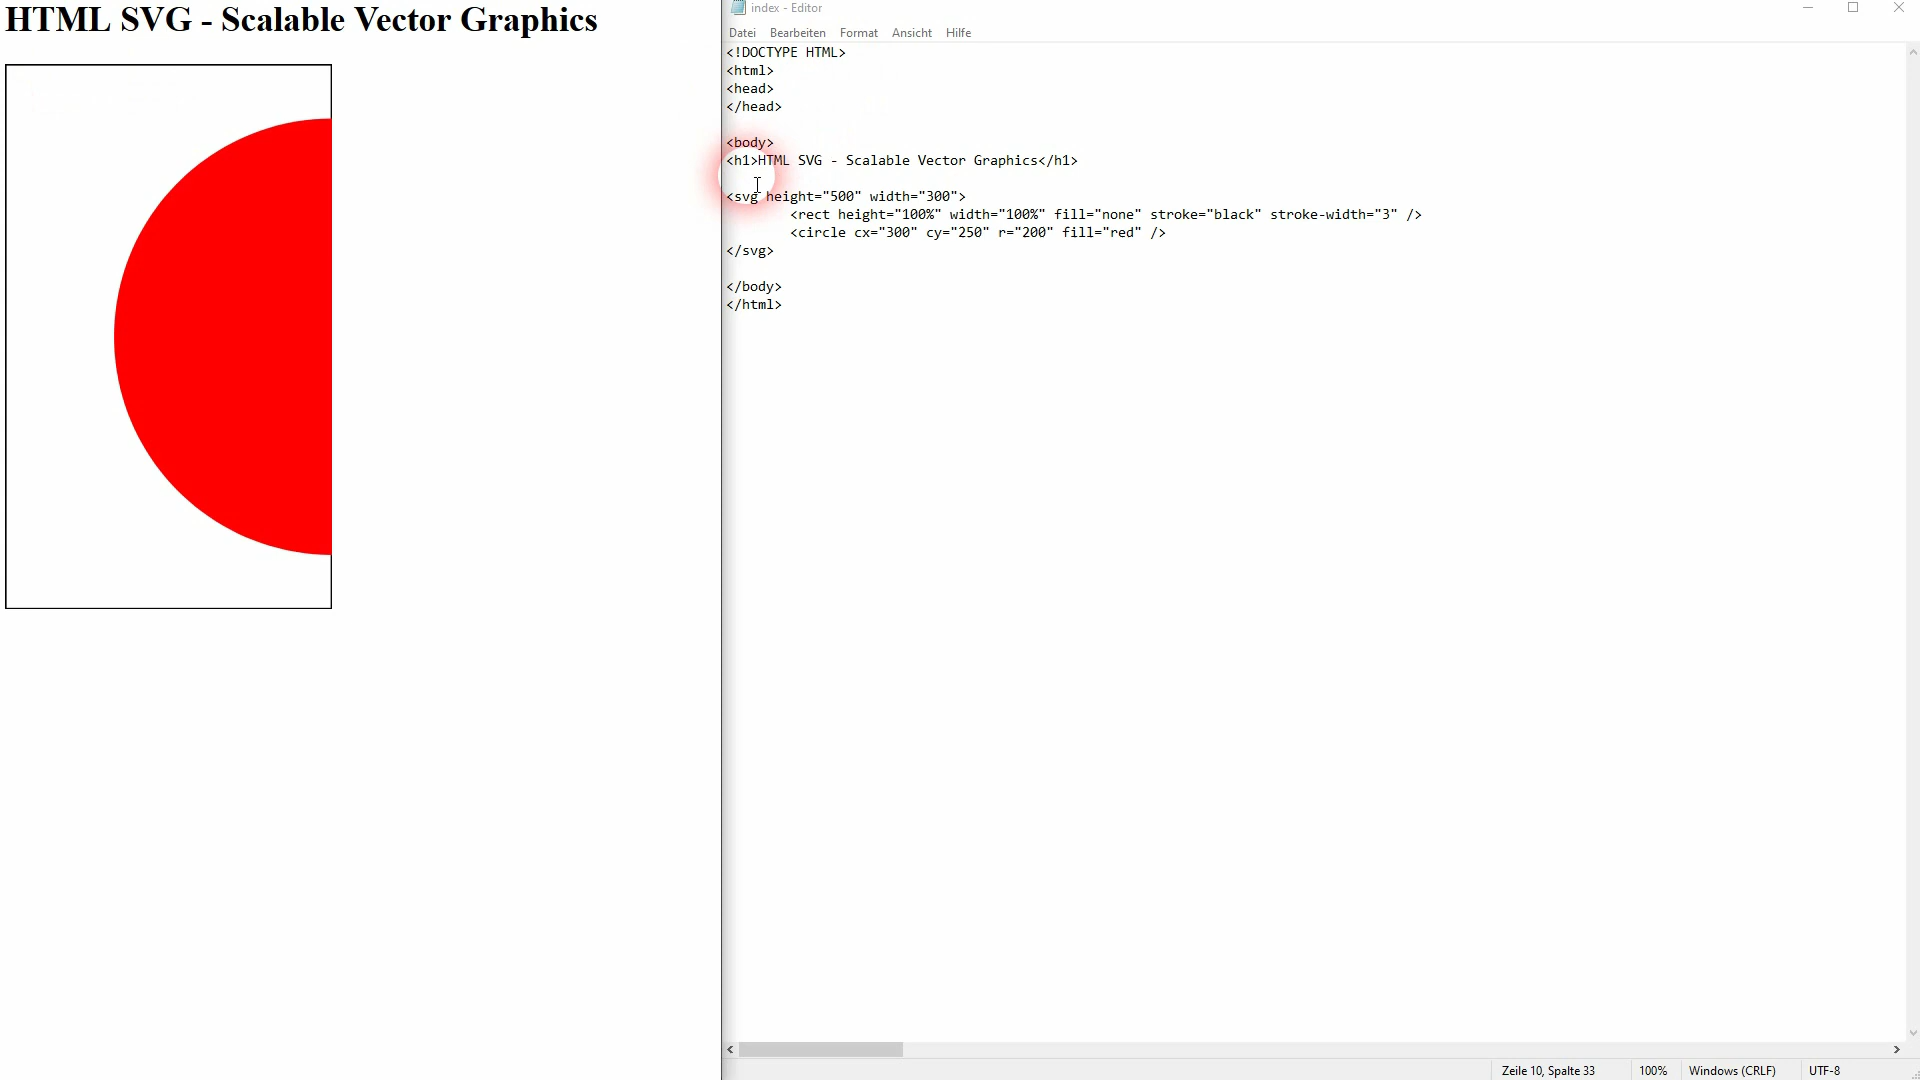 HTML SVG - Scalable Vector Graphics
index - Editor
Datei Bearbeiten Format Ansicht Hilfe
<!DOCTYPE HTML>
<html>
<head>
</head>
<body>
<h1>HTML SVG - Scalable Vector Graphics</h1>
<svg height="500" width="300">
<rect height="100%" width="100%" fill="none" stroke="black" stroke-width="3" />
<circle cx="300" cy="250" r="200" fill="red" />
</svg>
</body>
</html>
Zeile 10, Spalte 33 100% Windows (CRLF) UTF-8